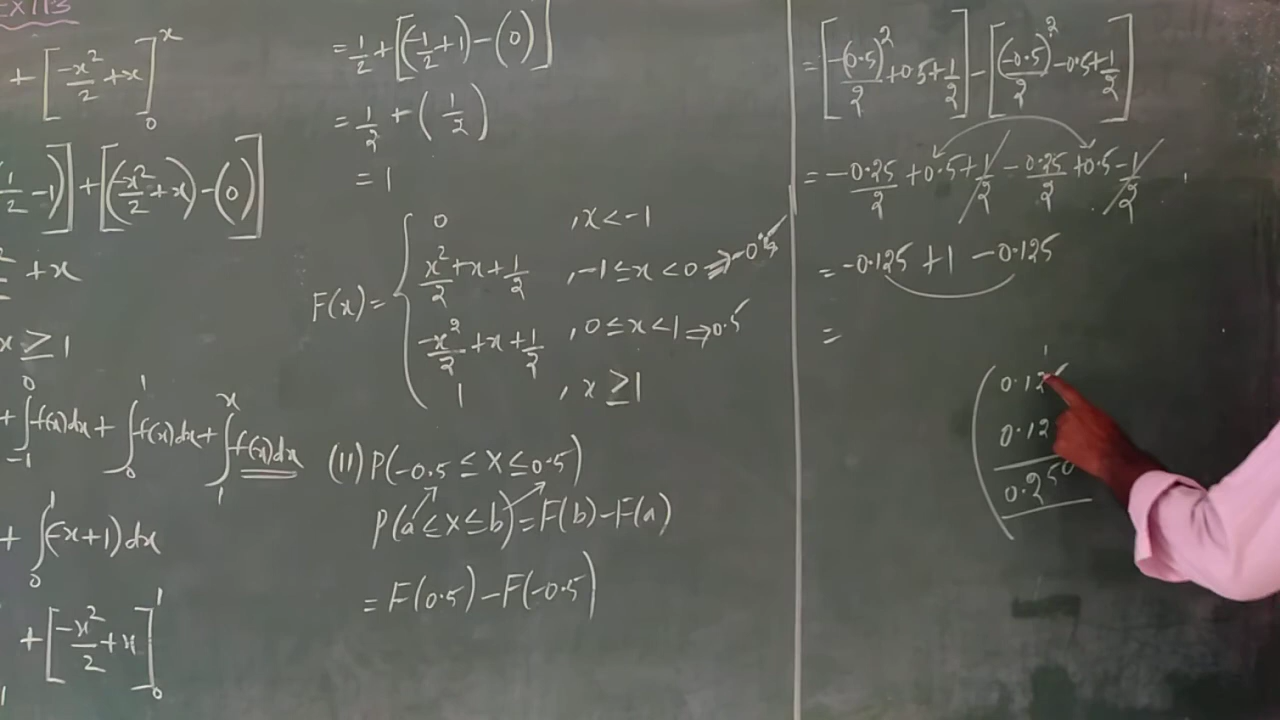 EX11.3
+ [-x²/2 + x]₀ˣ
1/2 - 1)] + [(-x²/2 + x) - (0)]
+ x
x ≥ 1
+ ∫₋₁⁰ f(x)dx + ∫₀¹ f(x)dx + ∫₁ˣ f(x)dx
+ ∫₀¹ (-x+1)dx
+ [-x²/2 + x]₀¹
= 1/2 + [(-1/2 + 1) - (0)]
= 1/2 + (1/2)
= 1
F(x) = {
0 , x < -1
x²/2 + x + 1/2 , -1 ≤ x < 0 ⇒ -0.5
-x²/2 + x + 1/2 , 0 ≤ x < 1 ⇒ 0.5
1 , x ≥ 1
(II) P(-0.5 ≤ X ≤ 0.5)
P(a ≤ X ≤ b) = F(b) - F(a)
= F(0.5) - F(-0.5)
= [-(0.5)²/2 + 0.5 + 1/2] - [(-0.5)²/2 - 0.5 + 1/2]
= -0.25/2 + 0.5 + 1/2 - 0.25/2 + 0.5 - 1/2
= -0.125 + 1 - 0.125
=
1
0.12
0.12
0.250